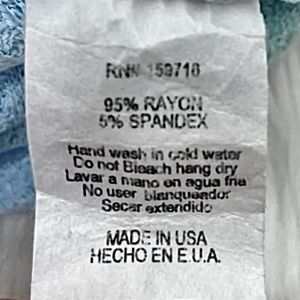 RN# 159716
95% RAYON
5% SPANDEX
Hand wash in cold water
Do not Bleach hang dry
Lavar a mano en agua fria
No user blanqueador
Secar extendido
MADE IN USA
HECHO EN E.U.A.